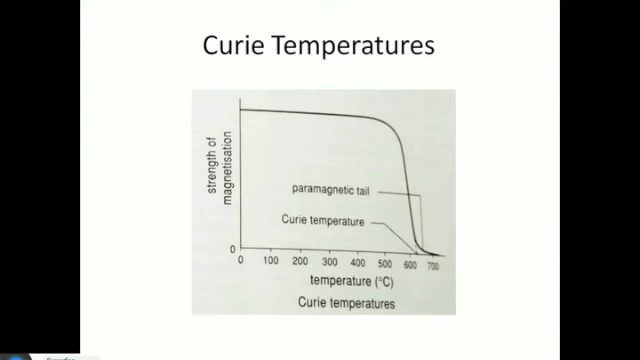 Curie Temperatures
strength of
magnetisation
paramagnetic tail
Curie temperature
0
0 100 200 300 400 500 600 700
temperature (°C)
Curie temperatures